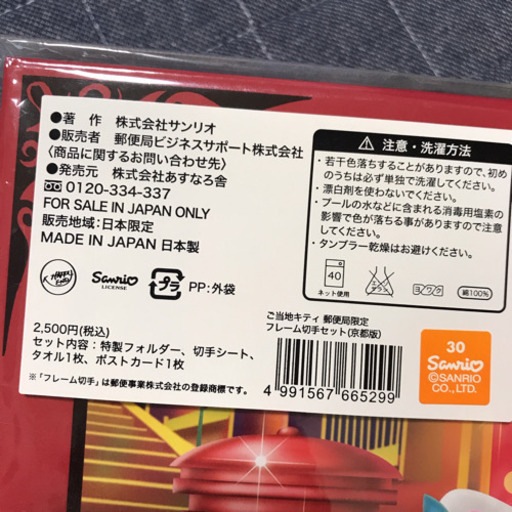 ●著 作 株式会社サンリオ
●販売者 郵便局ビジネスサポート株式会社
〈商品に関するお問い合わせ先〉
●発売元 株式会社あすなろ舎
0120-334-337
FOR SALE IN JAPAN ONLY
販売地域:日本限定
MADE IN JAPAN 日本製
Sanrio
LICENSE
プラ
PP:外袋
2,500円(税込)
セット内容:特製フォルダー、切手シート、
タオル1枚、ポストカード1枚
※「フレーム切手」は郵便事業株式会社の登録商標です。
注意・洗濯方法
・若干色落ちすることがありますので、初め
のうちは必ず単独で洗濯してください。
・漂白剤を使わないでください。
・プールの水などに含まれる消毒用塩素の
影響で色が落ちる事がありますので注意
してください。
・タンブラー乾燥はお避けください。
40
ネット使用
エンソ
サラシ
ヨワク
綿100%
ご当地キティ 郵便局限定
フレーム切手セット(京都版)
4 991567 665299
30
Sanrio
©SANRIO
CO.,LTD.